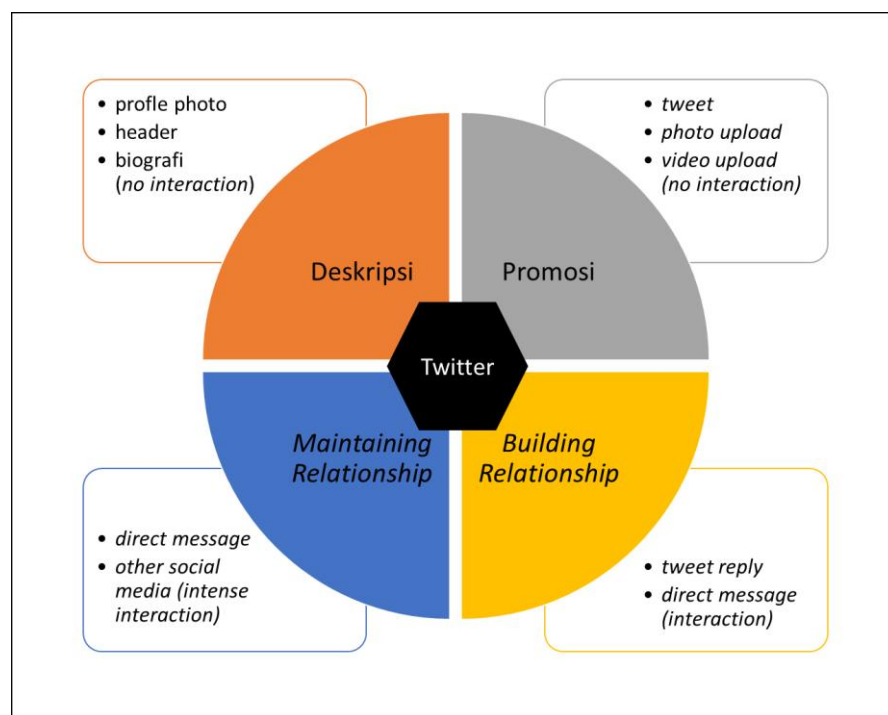 • profle photo
• header
• biografi
(no interaction)
• tweet
• photo upload
• video upload
(no interaction)
Deskripsi
Promosi
Twitter
Maintaining
Relationship
Building
Relationship
• direct message
• other social
media (intense
interaction)
• tweet reply
• direct message
(interaction)